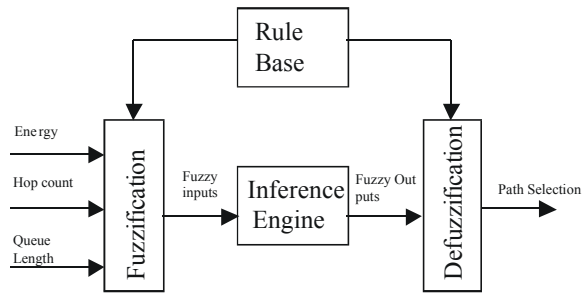 Rule
Base
Energy
Hop count
Queue
Length
Fuzzification
Fuzzy
inputs
Inference
Engine
Fuzzy Out
puts
Defuzzification
Path Selection